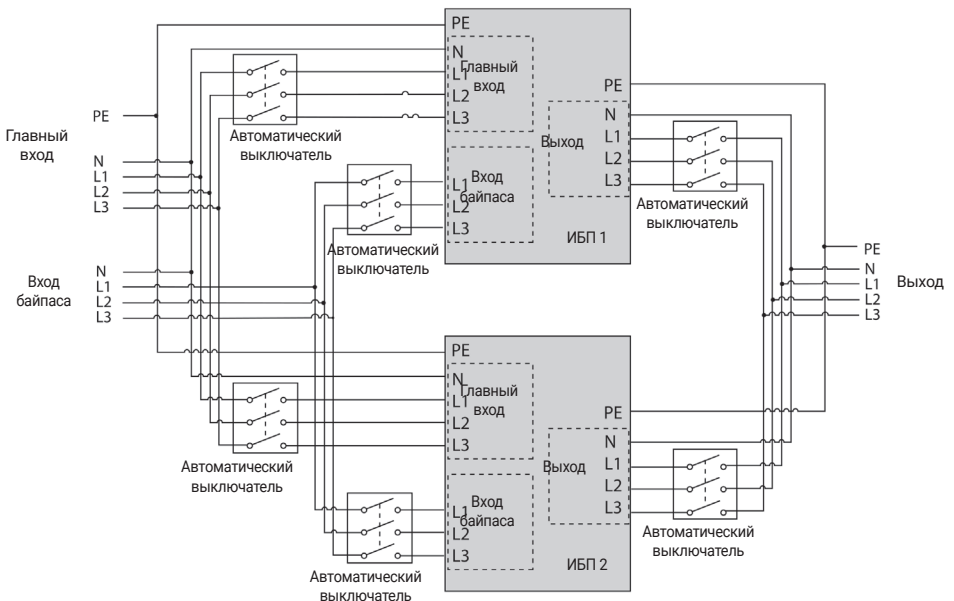 PE
N
Главный
вход
L1
L2
L3
Автоматический
выключатель
PE
Главный
вход
N
L1
L2
L3
Вход
байпаса
L1
L2
L3
Автоматический
выключатель
ИБП 1
PE
N
Выход
L1
L2
L3
Автоматический
выключатель
Вход
байпаса
N
L1
L2
L3
PE
N
L1
L2
L3
Выход
PE
N
Главный
вход
L1
L2
L3
Автоматический
выключатель
Вход
байпаса
L1
L2
L3
Автоматический
выключатель
ИБП 2
PE
N
Выход
L1
L2
L3
Автоматический
выключатель